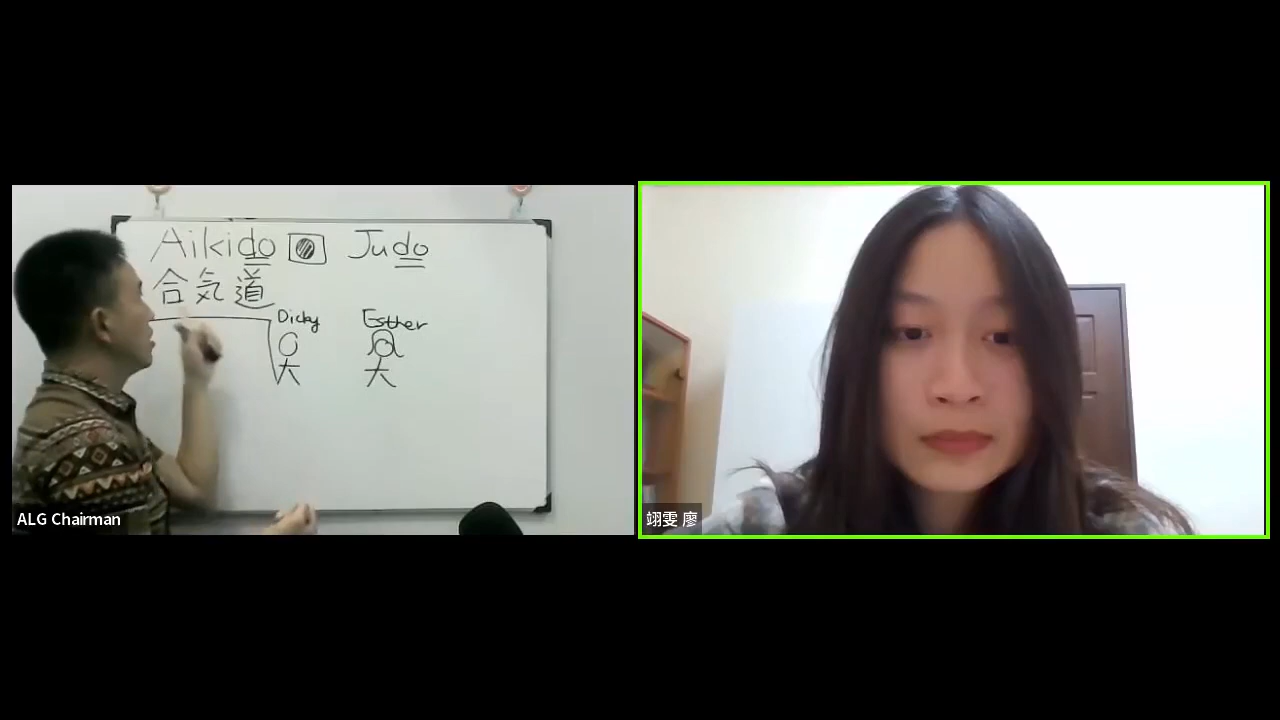 Aikido Judo
合気道
Dicky Esther
ALG Chairman
翊雯 廖